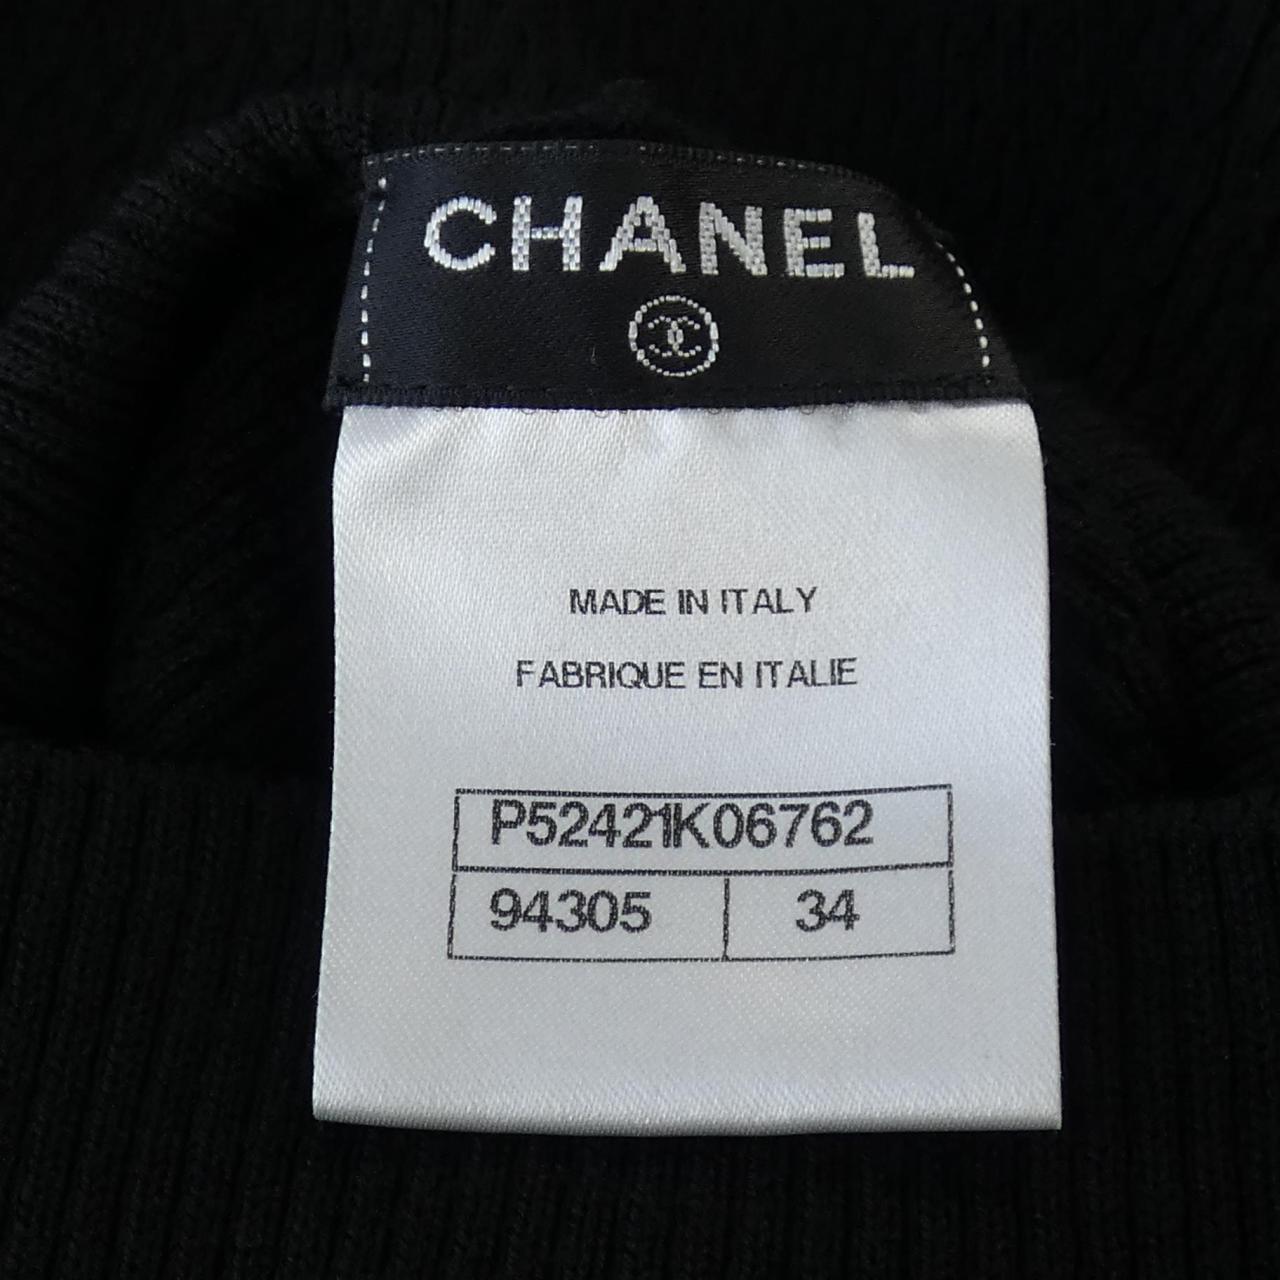 CHANEL
MADE IN ITALY
FABRIQUE EN ITALIE
P52421K06762
94305 34